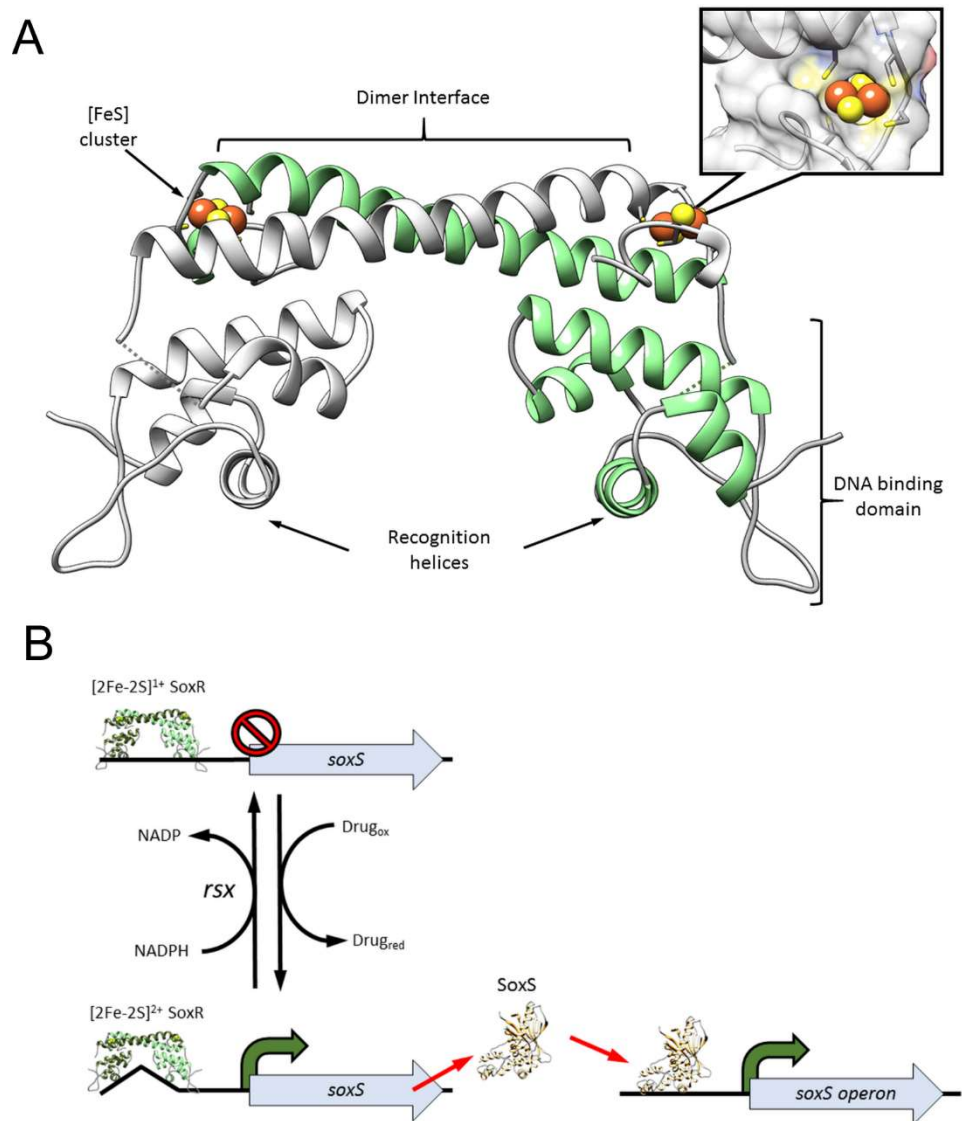 A
Dimer Interface
[FeS]
cluster
DNA binding
domain
Recognition
helices
B
[2Fe-2S]¹⁺ SoxR
soxS
NADP
Drugₒₓ
rsx
NADPH
Drug_red
[2Fe-2S]²⁺ SoxR
SoxS
soxS
soxS operon